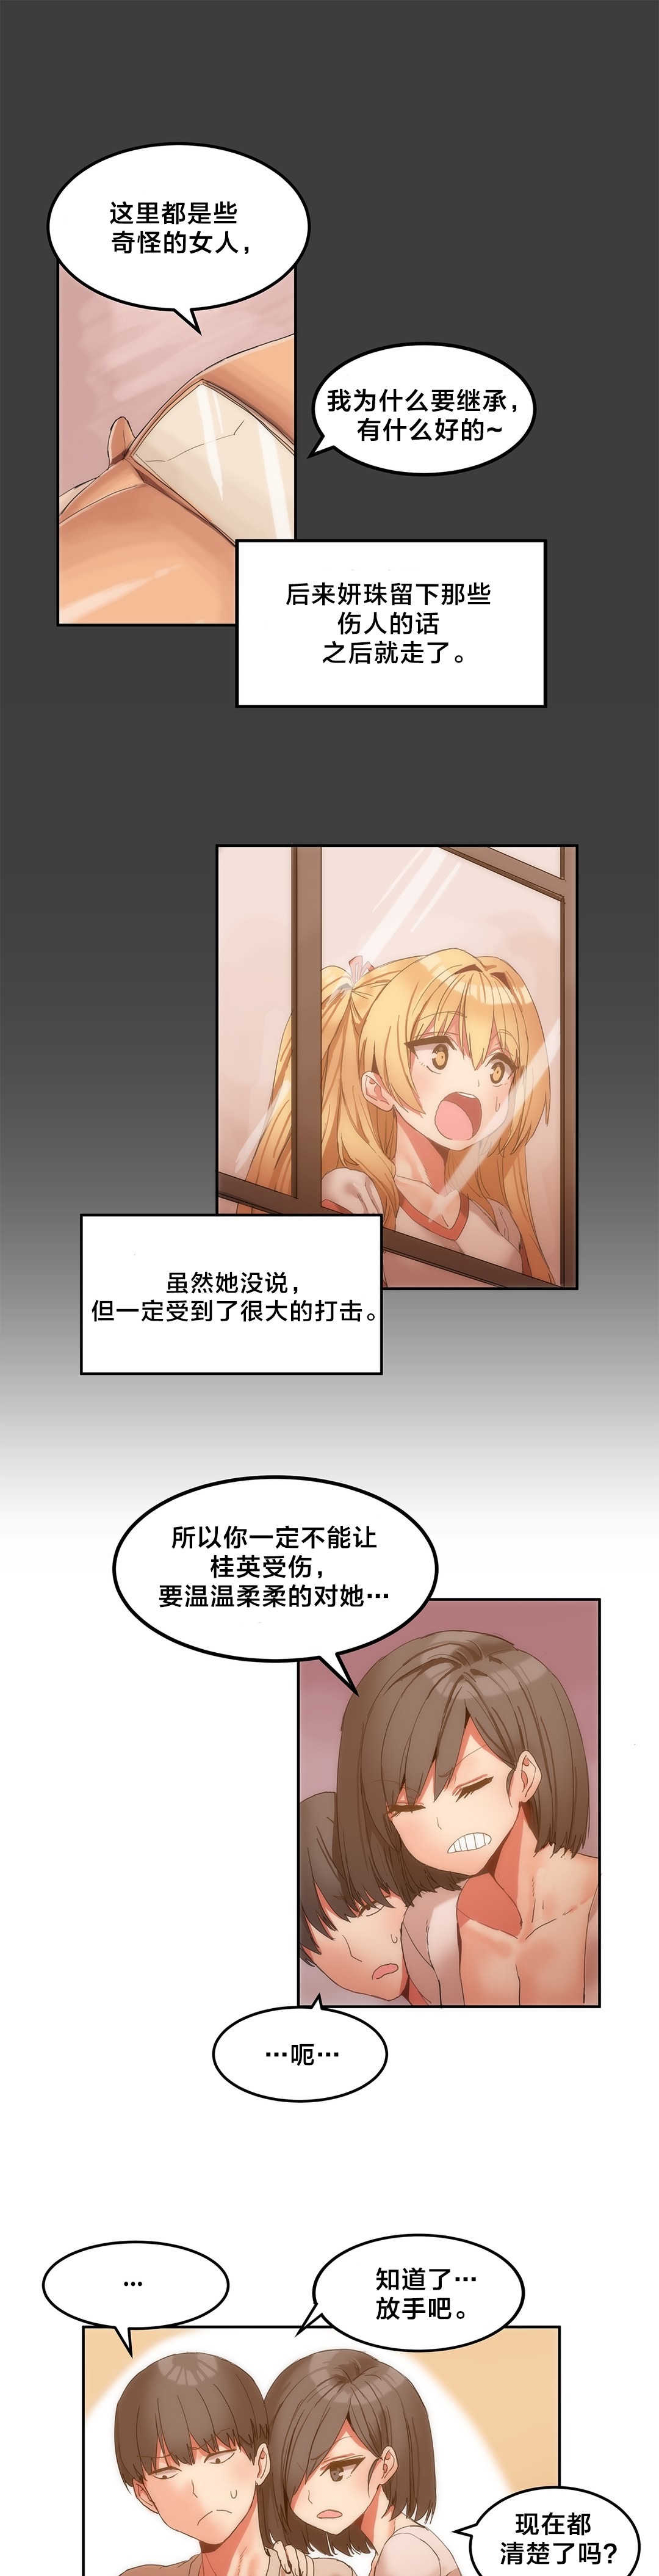 这里都是些
奇怪的女人，
我为什么要继承，
有什么好的~
后来妍珠留下那些
伤人的话
之后就走了。
虽然她没说，
但一定受到了很大的打击。
所以你一定不能让
桂英受伤，
要温温柔柔的对她…
…呃…
…
知道了…
放手吧。
现在都
清楚了吗?